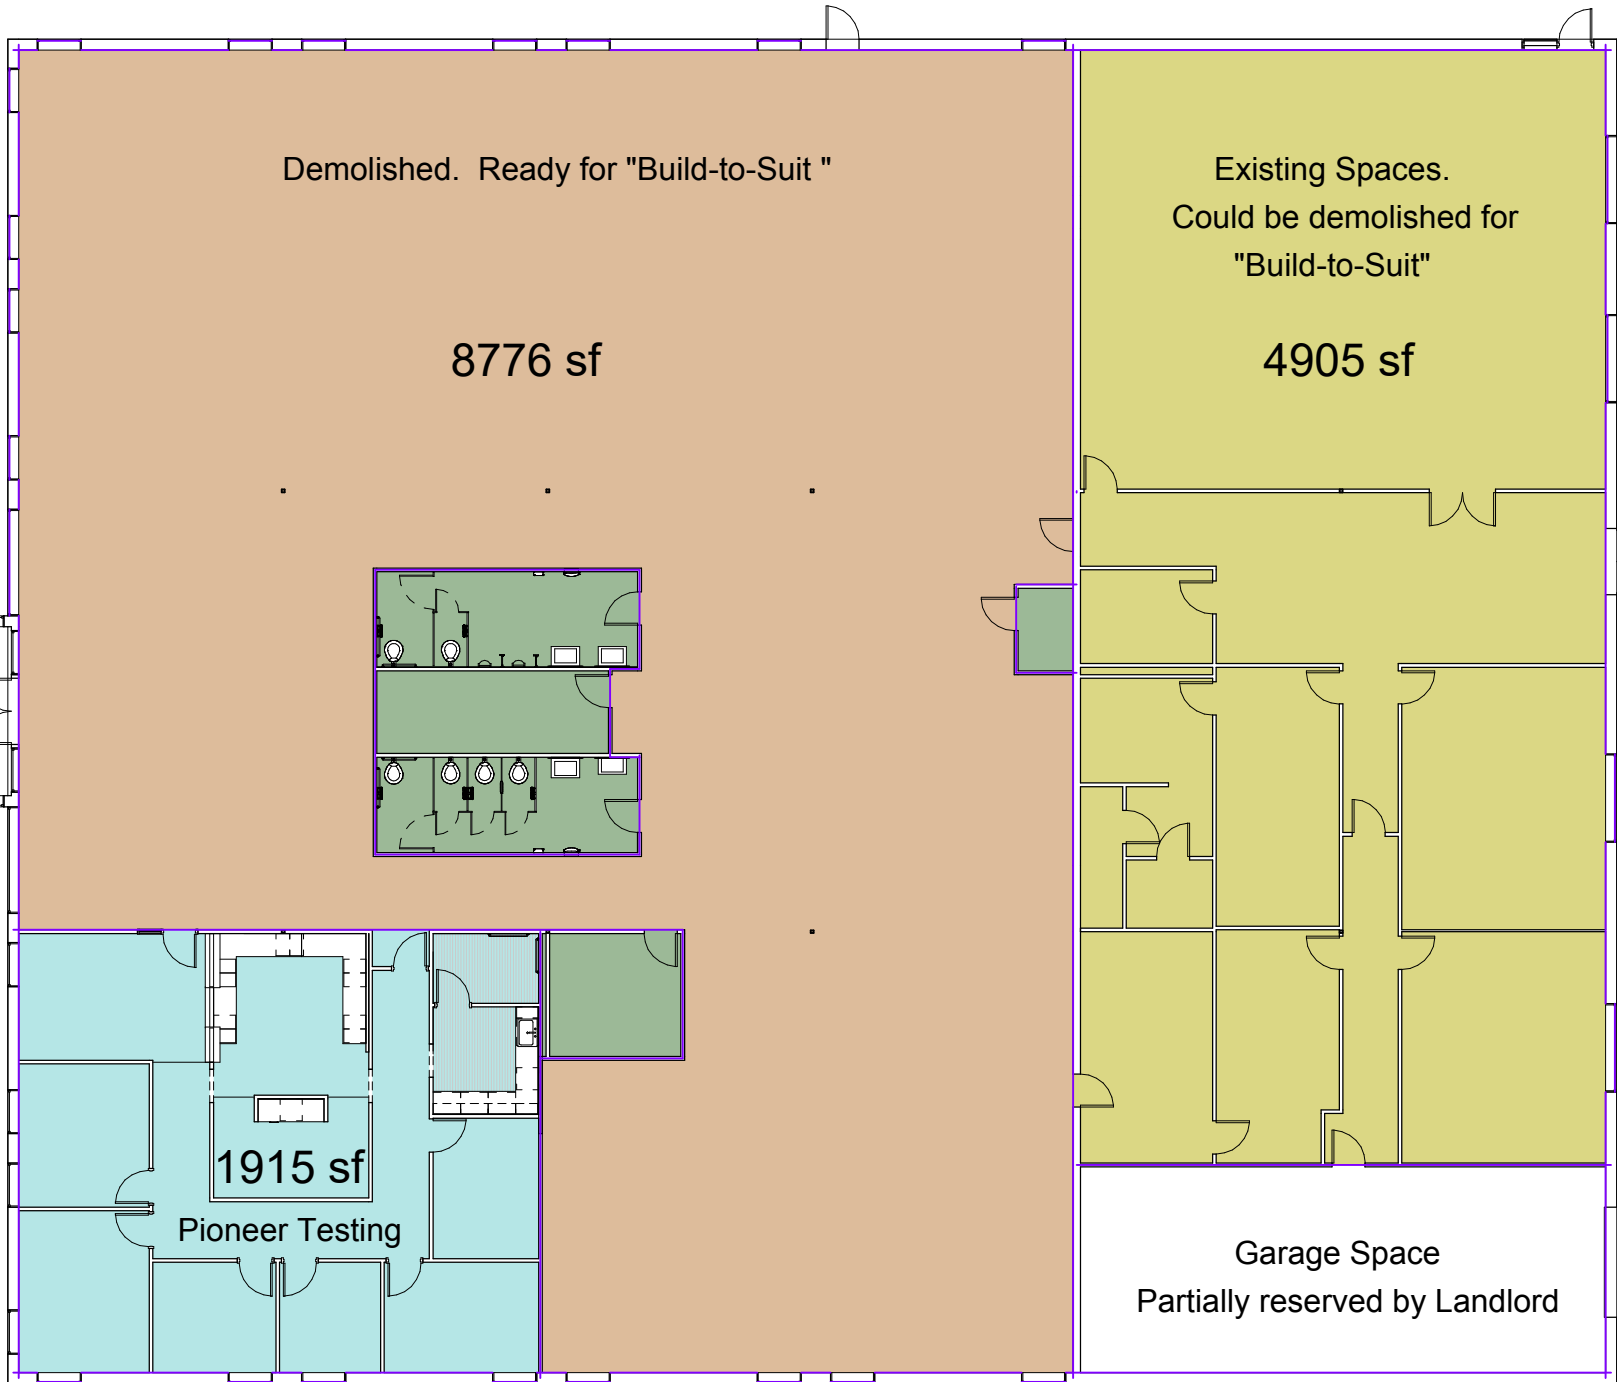 Demolished.  Ready for "Build-to-Suit "
8776 sf
Existing Spaces.
Could be demolished for
"Build-to-Suit"
4905 sf
1915 sf
Pioneer Testing
Garage Space
Partially reserved by Landlord